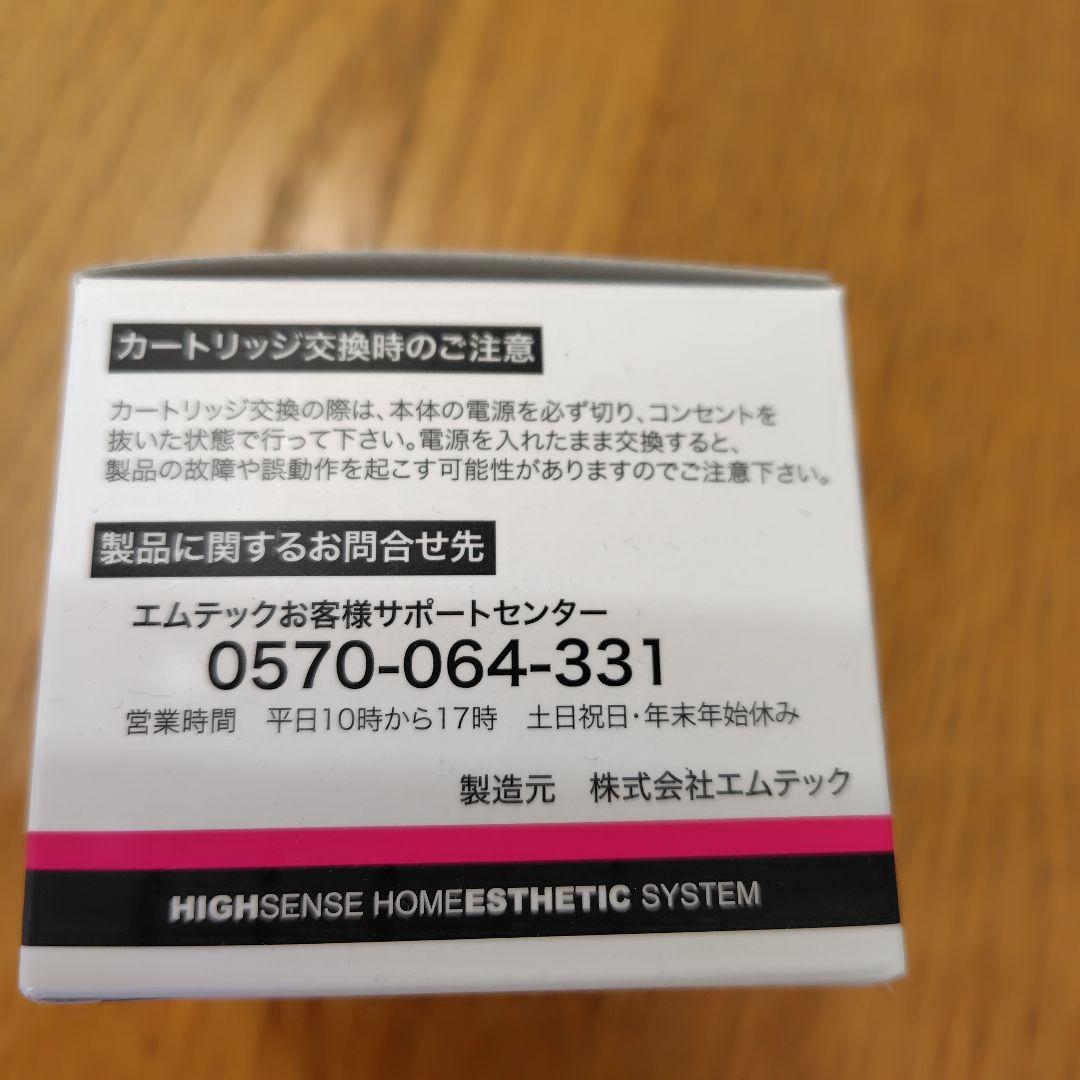 カートリッジ交換時のご注意
カートリッジ交換の際は、本体の電源を必ず切り、コンセントを
抜いた状態で行って下さい。電源を入れたまま交換すると、
製品の故障や誤動作を起こす可能性がありますのでご注意下さい。
製品に関するお問合せ先
エムテックお客様サポートセンター
0570-064-331
営業時間　平日10時から17時　土日祝日・年末年始休み
製造元　株式会社エムテック
HIGHSENSE HOMEESTHETIC SYSTEM